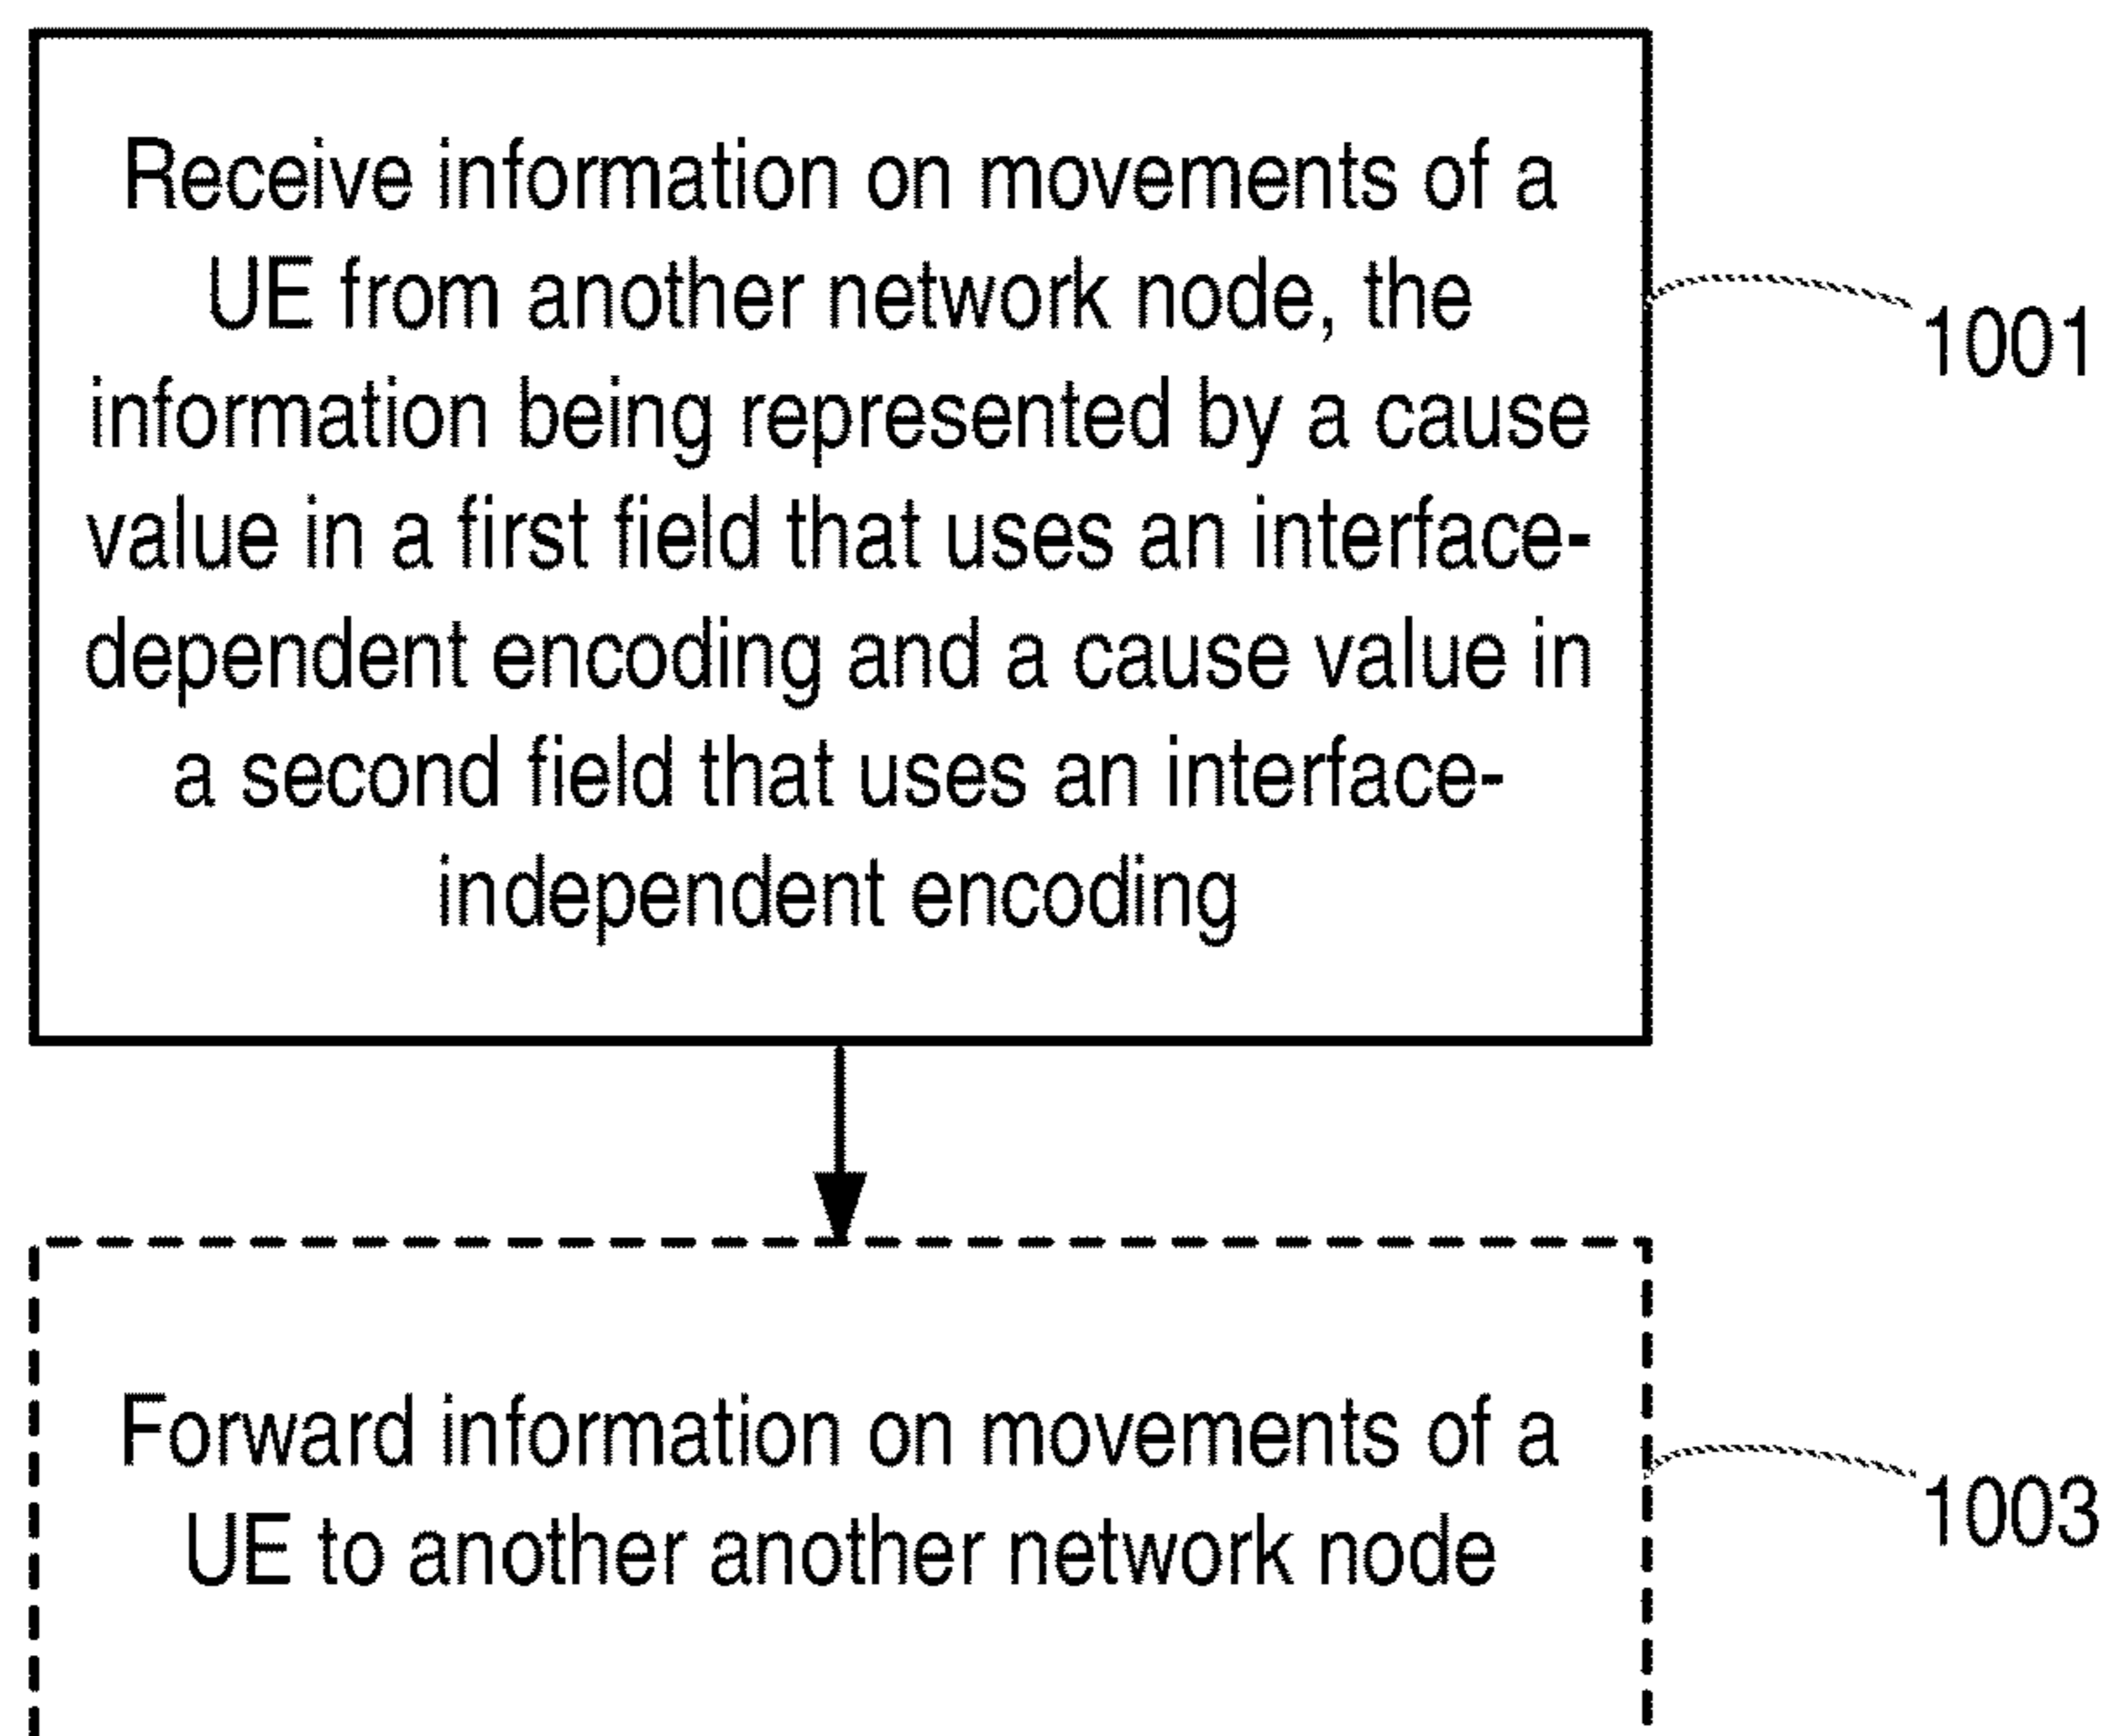 Receive information on movements of a
UE from another network node, the
information being represented by a cause
value in a first field that uses an interface-
dependent encoding and a cause value in
a second field that uses an interface-
independent encoding
1001
Forward information on movements of a
UE to another another network node
1003